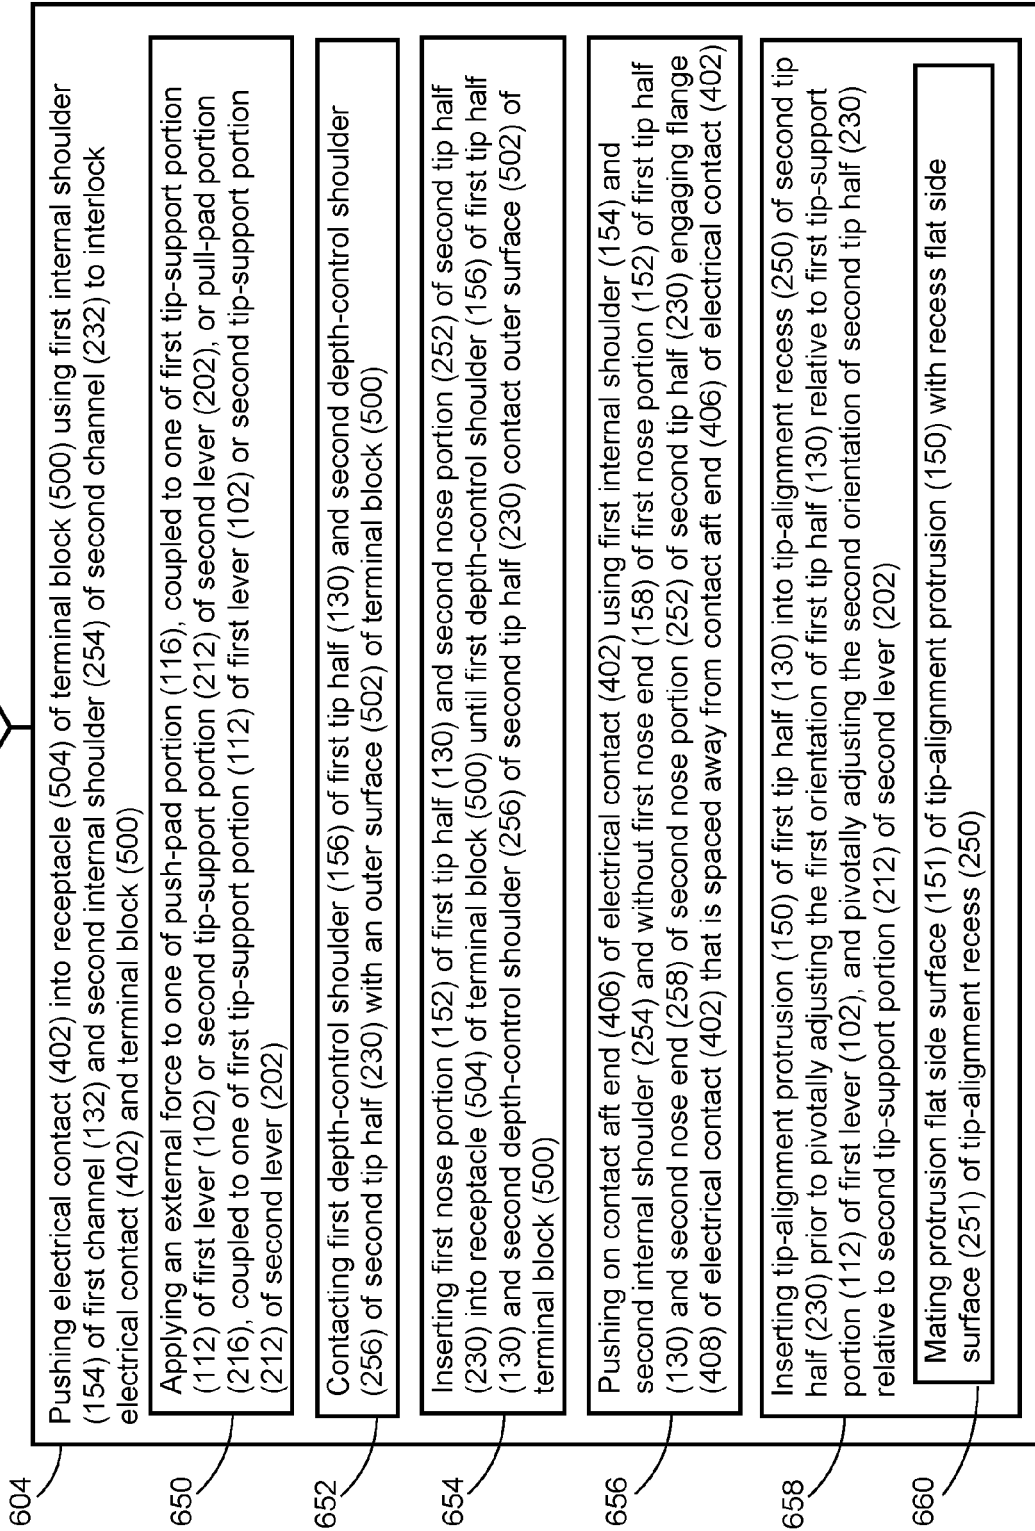 604
Pushing electrical contact (402) into receptacle (504) of terminal block (500) using first internal shoulder
(154) of first channel (132) and second internal shoulder (254) of second channel (232) to interlock
electrical contact (402) and terminal block (500)
650
Applying an external force to one of push-pad portion (116), coupled to one of first tip-support portion
(112) of first lever (102) or second tip-support portion (212) of second lever (202), or pull-pad portion
(216), coupled to one of first tip-support portion (112) of first lever (102) or second tip-support portion
(212) of second lever (202)
652
Contacting first depth-control shoulder (156) of first tip half (130) and second depth-control shoulder
(256) of second tip half (230) with an outer surface (502) of terminal block (500)
654
Inserting first nose portion (152) of first tip half (130) and second nose portion (252) of second tip half
(230) into receptacle (504) of terminal block (500) until first depth-control shoulder (156) of first tip half
(130) and second depth-control shoulder (256) of second tip half (230) contact outer surface (502) of
terminal block (500)
656
Pushing on contact aft end (406) of electrical contact (402) using first internal shoulder (154) and
second internal shoulder (254) and without first nose end (158) of first nose portion (152) of first tip half
(130) and second nose end (258) of second nose portion (252) of second tip half (230) engaging flange
(408) of electrical contact (402) that is spaced away from contact aft end (406) of electrical contact (402)
658
Inserting tip-alignment protrusion (150) of first tip half (130) into tip-alignment recess (250) of second tip
half (230) prior to pivotally adjusting the first orientation of first tip half (130) relative to first tip-support
portion (112) of first lever (102), and pivotally adjusting the second orientation of second tip half (230)
relative to second tip-support portion (212) of second lever (202)
660
Mating protrusion flat side surface (151) of tip-alignment protrusion (150) with recess flat side
surface (251) of tip-alignment recess (250)